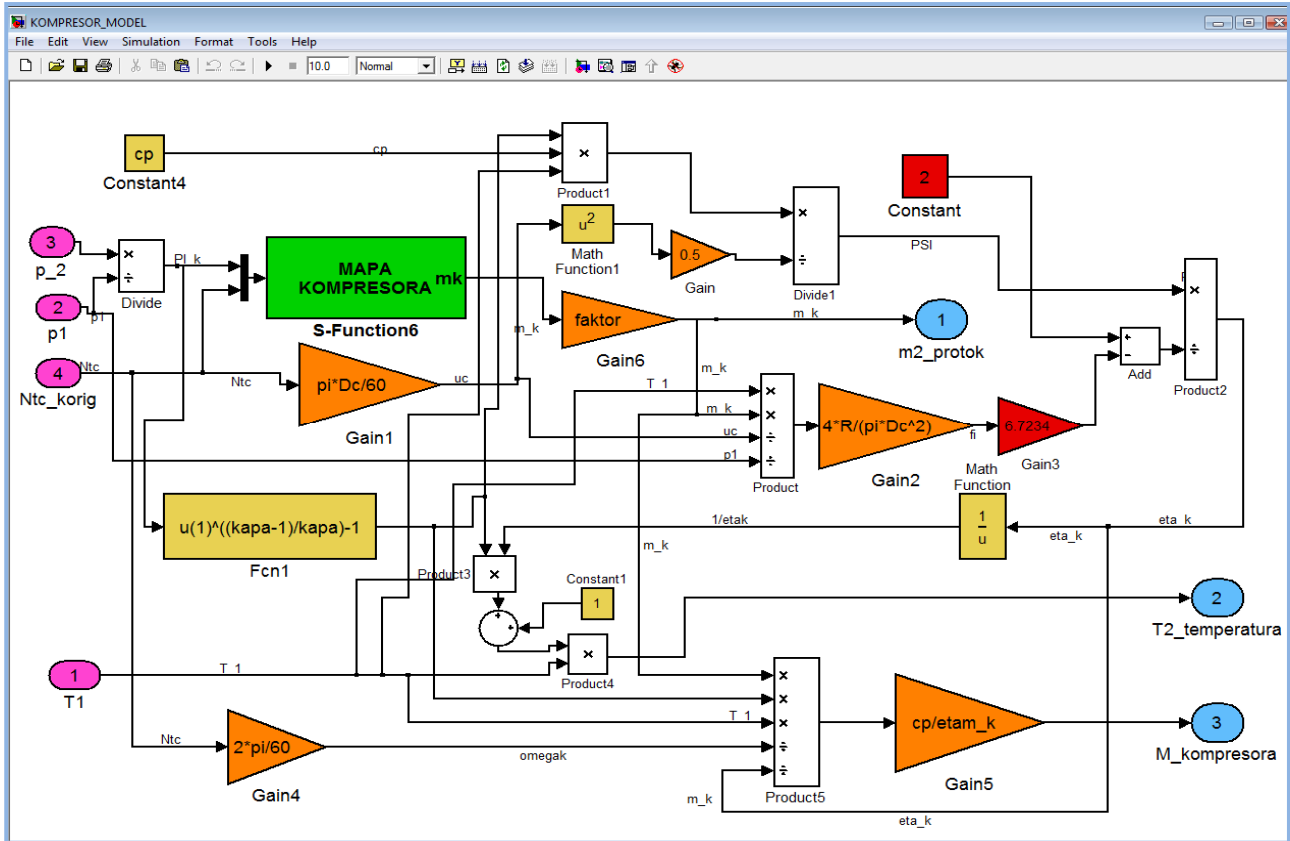 KOMPRESOR_MODEL
File Edit View Simulation Format Tools Help
10.0 Normal
cp
Constant4
cp
×
Product1
2
Constant
3
p_2
×
÷
Divide
PI_k
MAPA
KOMPRESORA
mk
S-Function6
u²
Math
Function1
0.5
Gain
×
÷
Divide1
PSI
×
÷
Product2
2
p1
p1
m_k
faktor
Gain6
m_k
1
m2_protok
+
-
Add
4
Ntc_korig
Ntc
Ntc
pi*Dc/60
Gain1
uc
m_k
T_1
m_k
uc
p1
×
×
÷
÷
Product
4*R/(pi*Dc^2)
Gain2
fi
6.7234
Gain3
Math
Function
1
u
1/etak
eta_k
eta_k
u(1)^((kapa-1)/kapa)-1
Fcn1
m_k
Product3
×
Constant1
1
+
+
×
Product4
2
T2_temperatura
1
T1
T_1
T_1
×
×
×
÷
÷
Product5
cp/etam_k
Gain5
3
M_kompresora
Ntc
2*pi/60
Gain4
omegak
m_k
eta_k